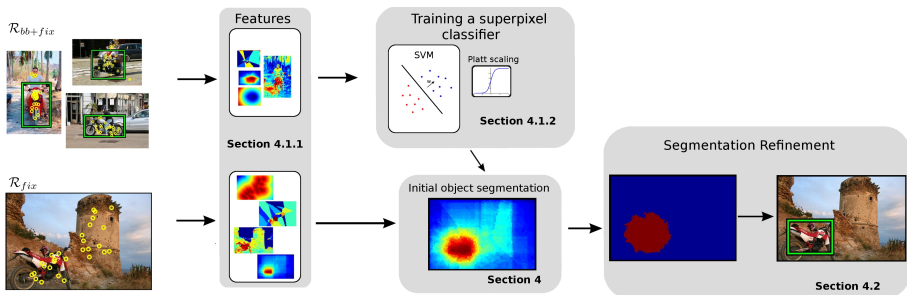 R_bb+fix
Features
Training a superpixel
classifier
SVM
Platt scaling
w
Section 4.1.2
Section 4.1.1
R_fix
Initial object segmentation
Section 4
Segmentation Refinement
Section 4.2